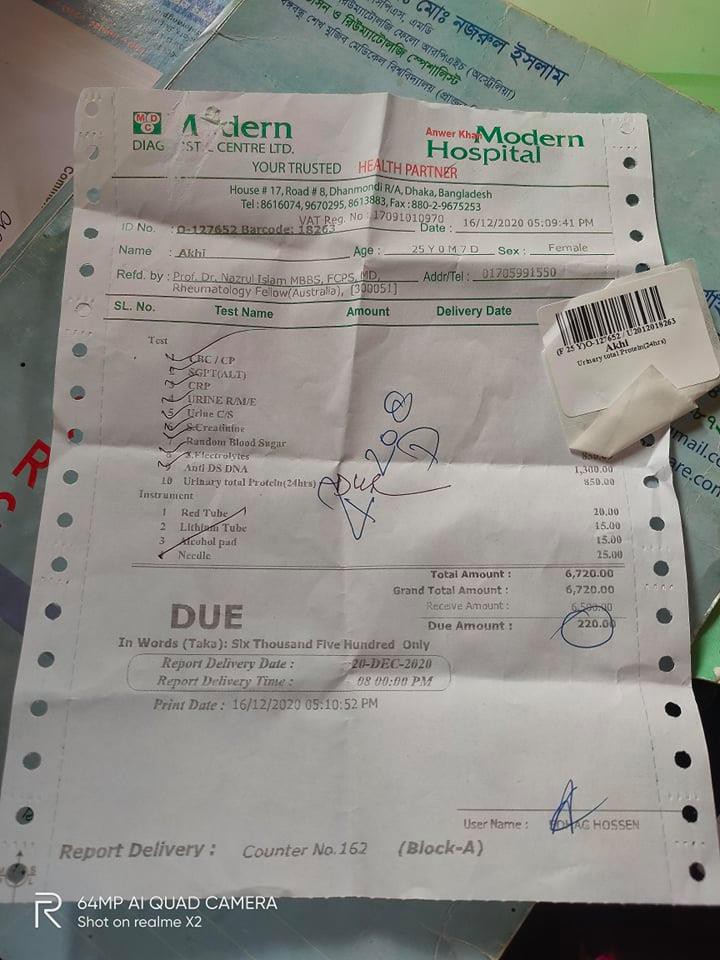 মোঃ নজরুল ইসলাম
MDC Modern
DIAG ST CENTRE LTD.
Anwer Khan Modern
Hospital
YOUR TRUSTED HEALTH PARTNER
House # 17, Road # 8, Dhanmondi R/A, Dhaka, Bangladesh
Tel : 8616074, 9670295, 8613883, Fax : 880-2-9675253
VAT Reg. No : 17091010970
ID No. : O-127652 Barcode: 18263 Date : 16/12/2020 05:09:41 PM
Name : Akhi Age : 25 Y 0 M 7 D Sex : Female
Refd. by : Prof. Dr. Nazrul Islam MBBS, FCPS, MD, Addr/Tel : 01705991550
Rheumatology Fellow(Australia), [300051]
SL. No. Test Name Amount Delivery Date
(F 25 Y)O-127652 / U2012018263
Akhi
Urinary total Protein(24hrs)
Test
1 CBC / CP
2 SGPT(ALT)
3 CRP
4 URINE R/M/E
5 Urine C/S
6 S.Creatinine
7 Random Blood Sugar
8 S.Electrolytes 850.00
9 Anti DS DNA 1,300.00
10 Urinary total Protein(24hrs) 850.00
Due
Instrument
1 Red Tube 20.00
2 Lithium Tube 15.00
3 Alcohol pad 15.00
4 Needle 25.00
Total Amount : 6,720.00
Grand Total Amount : 6,720.00
Receive Amount : 6,500.00
DUE
Due Amount : 220.00
In Words (Taka): Six Thousand Five Hundred Only
Report Delivery Date : 20-DEC-2020
Report Delivery Time : 08:00:00 PM
Print Date : 16/12/2020 05:10:52 PM
User Name : HOSSEN
Report Delivery : Counter No.162 (Block-A)
64MP AI QUAD CAMERA
Shot on realme X2